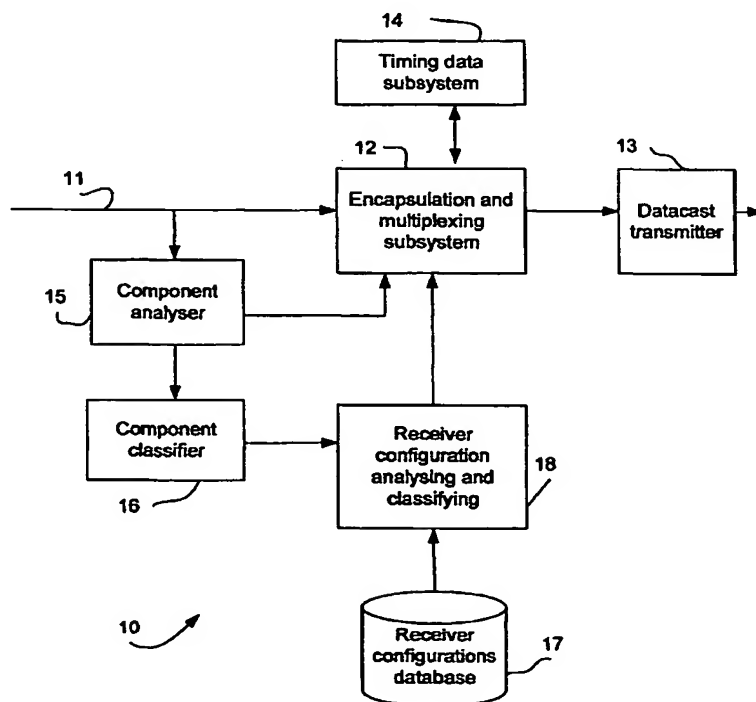 14
Timing data
subsystem
12
13
11
Encapsulation and
multiplexing
subsystem
Datacast
transmitter
15
Component
analyser
Component
classifier
16
Receiver
configuration
analysing and
classifying
18
10
Receiver
configurations
database
17